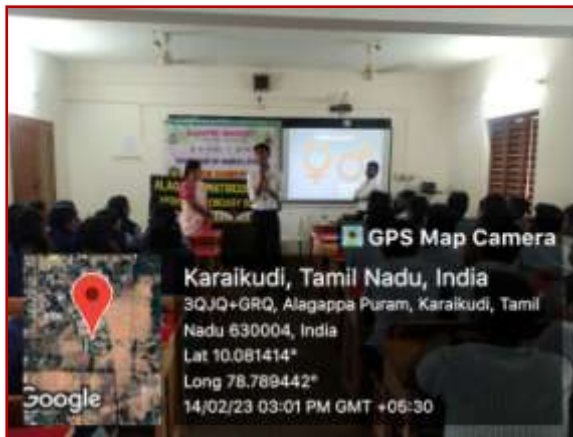 ALAGAPPA
GPS Map Camera
Karaikudi, Tamil Nadu, India
3QJQ+GRQ, Alagappa Puram, Karaikudi, Tamil
Nadu 630004, India
Lat 10.081414°
Long 78.789442°
14/02/23 03:01 PM GMT +05:30
Google